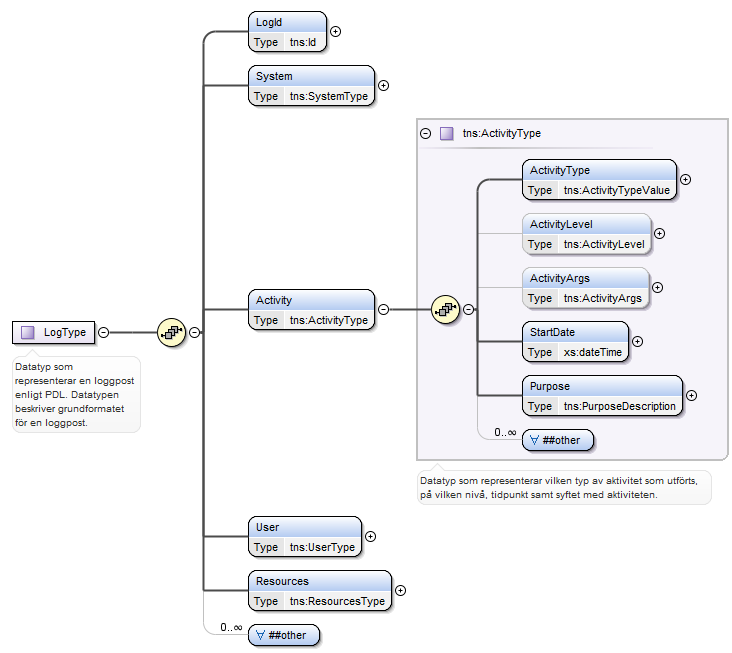 LogId
Type tns:Id
System
Type tns:SystemType
tns:ActivityType
ActivityType
Type tns:ActivityTypeValue
ActivityLevel
Type tns:ActivityLevel
ActivityArgs
Type tns:ActivityArgs
Activity
Type tns:ActivityType
StartDate
Type xs:dateTime
Purpose
Type tns:PurposeDescription
0..∞
∀ ##other
LogType
Datatyp som
representerar en loggpost
enligt PDL. Datatypen
beskriver grundformatet
för en loggpost.
Datatyp som representerar vilken typ av aktivitet som utförts,
på vilken nivå, tidpunkt samt syftet med aktiviteten.
User
Type tns:UserType
Resources
Type tns:ResourcesType
0..∞
∀ ##other